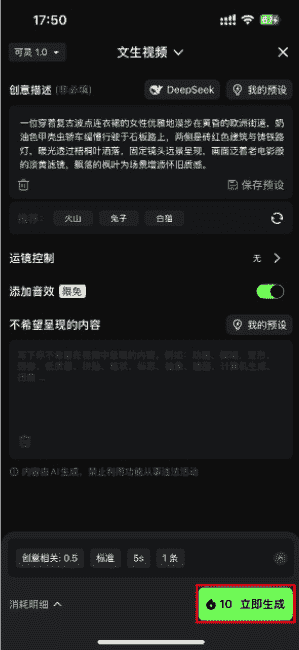 17:50
可灵 1.0
文生视频
创意描述 (非必填)
DeepSeek
我的预设
一位穿着复古波点连衣裙的女性优雅地漫步在黄昏的欧洲街道，奶
油色甲壳虫轿车缓慢行驶于石板路上，两侧是砖红色建筑与铸铁路
灯，曝光透过梧桐叶洒落，固定镜头远景呈现，画面泛着老电影般
的淡黄滤镜，飘落的枫叶为场景增添怀旧质感。
保存预设
推荐：
火山
兔子
白猫
运镜控制
无
添加音效
限免
不希望呈现的内容
我的预设
内容由AI生成，禁止利用功能从事违法活动
创意相关: 0.5
标准
5s
1 条
消耗明细
10 立即生成